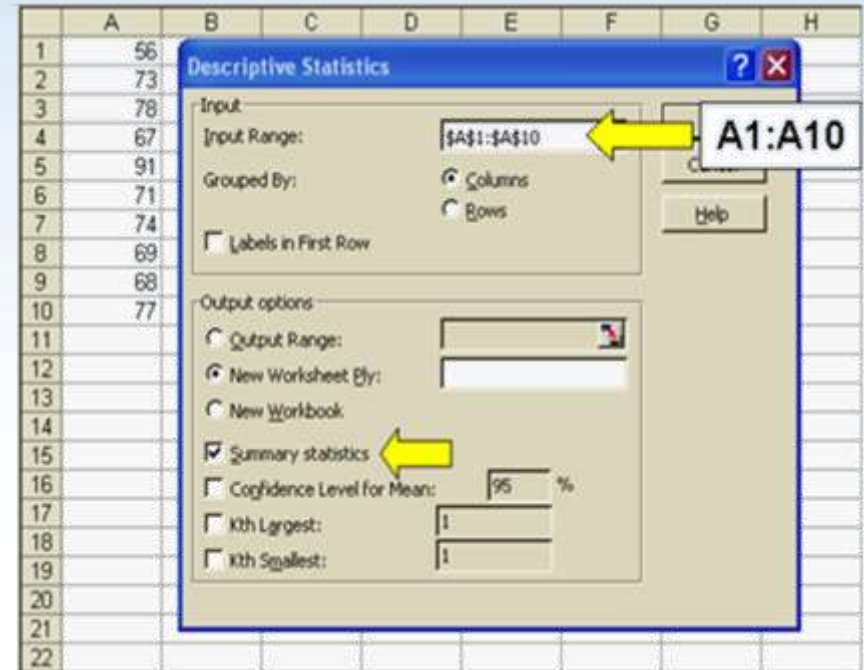 A B C D E F G H
1 56
2 73
3 78
4 67
5 91
6 71
7 74
8 69
9 68
10 77
11
12
13
14
15
16
17
18
19
20
21
22
Descriptive Statistics
Input
Input Range: $A$1:$A$10
A1:A10
Grouped By: Columns
Rows
Help
Labels in First Row
Output options
Output Range:
New Worksheet Ply:
New Workbook
Summary statistics
Confidence Level for Mean: 95 %
Kth Largest: 1
Kth Smallest: 1